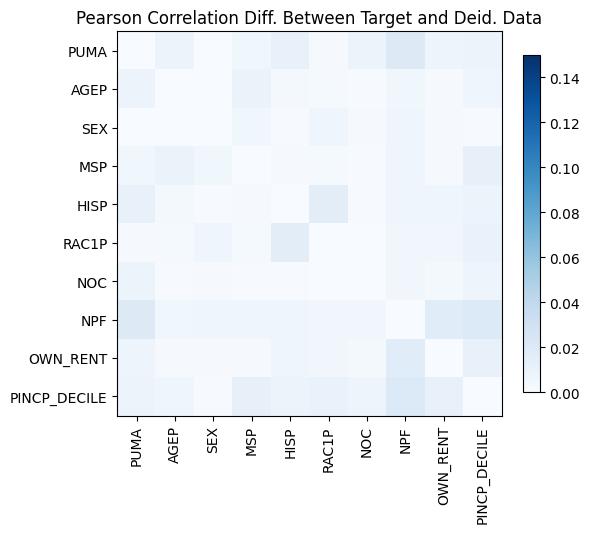 Pearson Correlation Diff. Between Target and Deid. Data
PUMA
AGEP
SEX
MSP
HISP
RAC1P
NOC
NPF
OWN_RENT
PINCP_DECILE
PUMA
AGEP
SEX
MSP
HISP
RAC1P
NOC
NPF
OWN_RENT
PINCP_DECILE
0.14
0.12
0.10
0.08
0.06
0.04
0.02
0.00